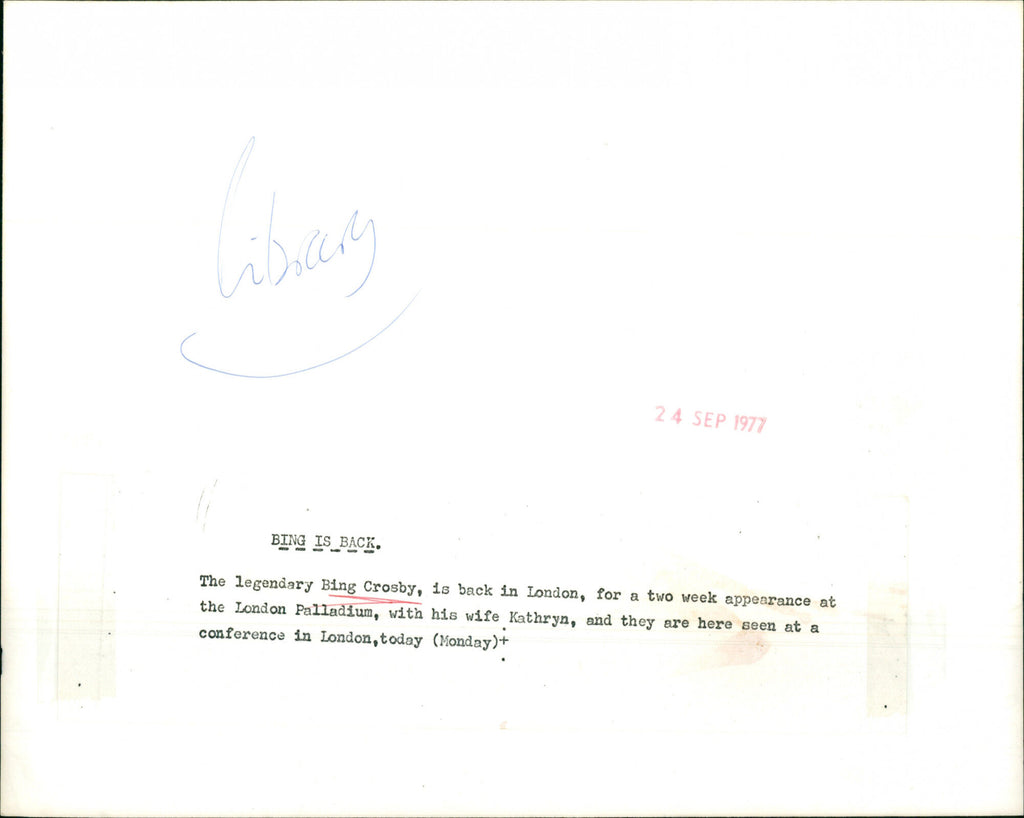 Library
24 SEP 1977
BING IS BACK.
The legendary Bing Crosby, is back in London, for a two week appearance at
the London Palladium, with his wife Kathryn, and they are here seen at a
conference in London,today (Monday)+